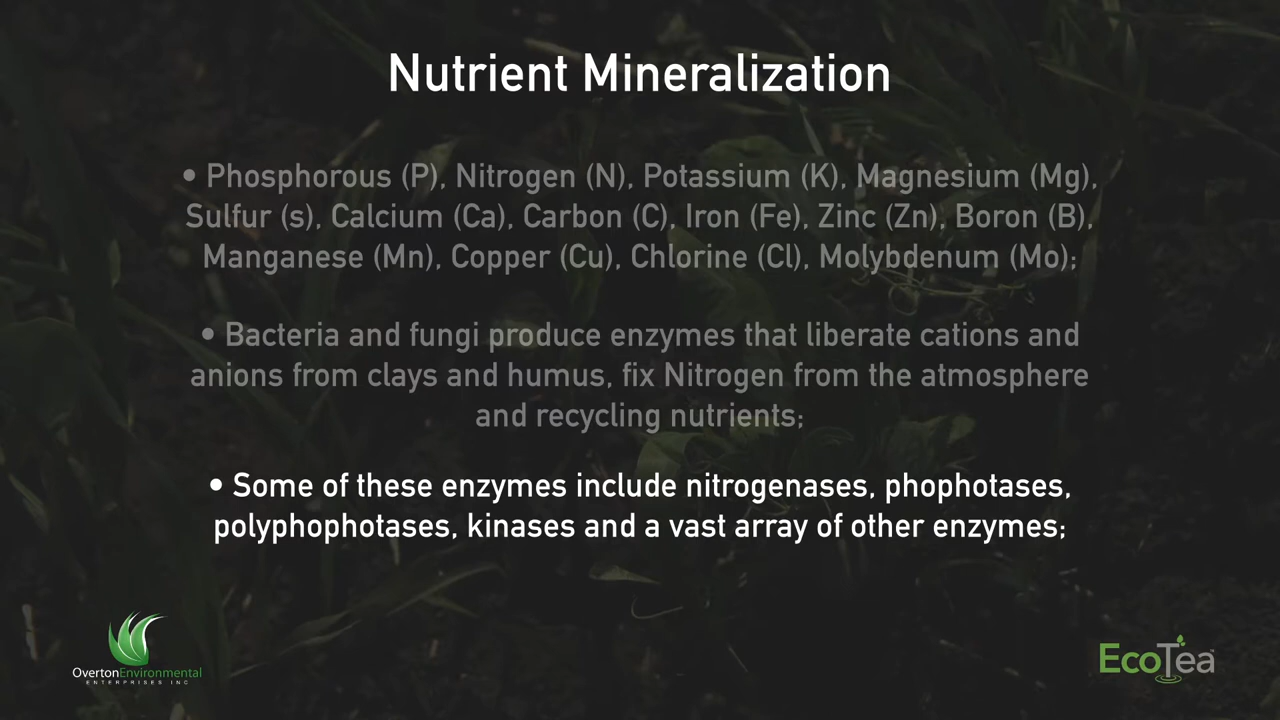 Nutrient Mineralization
• Phosphorous (P), Nitrogen (N), Potassium (K), Magnesium (Mg),
Sulfur (s), Calcium (Ca), Carbon (C), Iron (Fe), Zinc (Zn), Boron (B),
Manganese (Mn), Copper (Cu), Chlorine (Cl), Molybdenum (Mo);
• Bacteria and fungi produce enzymes that liberate cations and
anions from clays and humus, fix Nitrogen from the atmosphere
and recycling nutrients;
• Some of these enzymes include nitrogenases, phophotases,
polyphophotases, kinases and a vast array of other enzymes;
OvertonEnvironmental
ENTERPRISES INC
EcoTea™